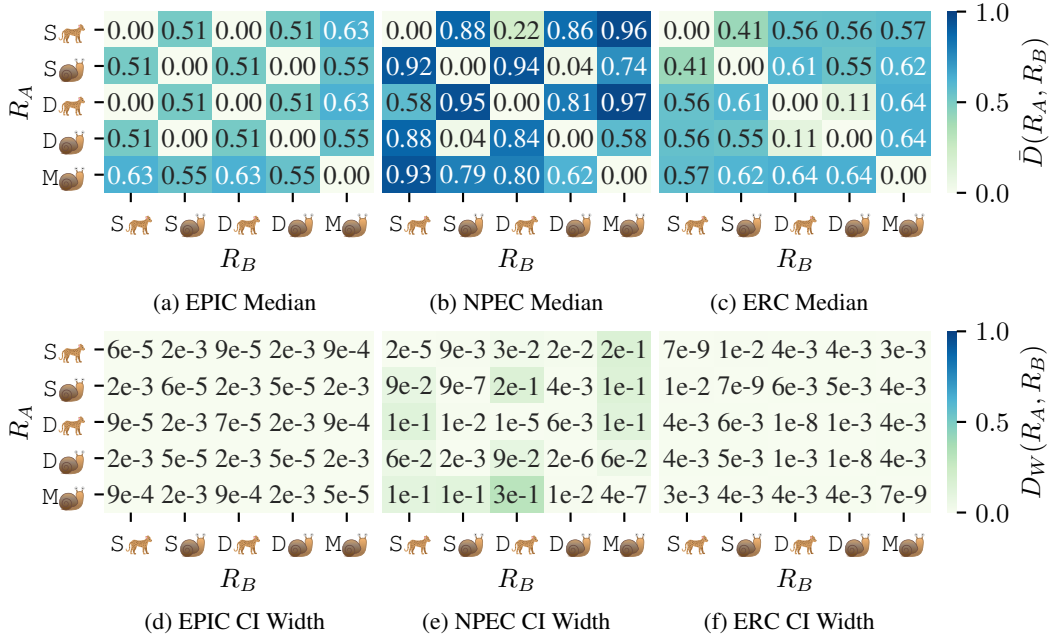 R_A
S 0.00 0.51 0.00 0.51 0.63
S 0.51 0.00 0.51 0.00 0.55
D 0.00 0.51 0.00 0.51 0.63
D 0.51 0.00 0.51 0.00 0.55
M 0.63 0.55 0.63 0.55 0.00
S S D D M
R_B
(a) EPIC Median
0.00 0.88 0.22 0.86 0.96
0.92 0.00 0.94 0.04 0.74
0.58 0.95 0.00 0.81 0.97
0.88 0.04 0.84 0.00 0.58
0.93 0.79 0.80 0.62 0.00
S S D D M
R_B
(b) NPEC Median
0.00 0.41 0.56 0.56 0.57
0.41 0.00 0.61 0.55 0.62
0.56 0.61 0.00 0.11 0.64
0.56 0.55 0.11 0.00 0.64
0.57 0.62 0.64 0.64 0.00
S S D D M
R_B
(c) ERC Median
1.0
0.5
0.0
D̄(R_A, R_B)
R_A
S 6e-5 2e-3 9e-5 2e-3 9e-4
S 2e-3 6e-5 2e-3 5e-5 2e-3
D 9e-5 2e-3 7e-5 2e-3 9e-4
D 2e-3 5e-5 2e-3 5e-5 2e-3
M 9e-4 2e-3 9e-4 2e-3 5e-5
S S D D M
R_B
(d) EPIC CI Width
2e-5 9e-3 3e-2 2e-2 2e-1
9e-2 9e-7 2e-1 4e-3 1e-1
1e-1 1e-2 1e-5 6e-3 1e-1
6e-2 2e-3 9e-2 2e-6 6e-2
1e-1 1e-1 3e-1 1e-2 4e-7
S S D D M
R_B
(e) NPEC CI Width
7e-9 1e-2 4e-3 4e-3 3e-3
1e-2 7e-9 6e-3 5e-3 4e-3
4e-3 6e-3 1e-8 1e-3 4e-3
4e-3 5e-3 1e-3 1e-8 4e-3
3e-3 4e-3 4e-3 4e-3 7e-9
S S D D M
R_B
(f) ERC CI Width
1.0
0.5
0.0
D_W(R_A, R_B)